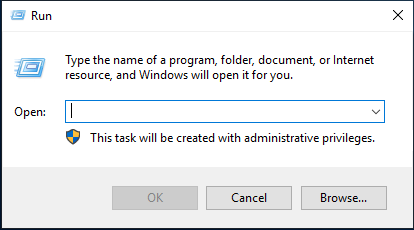 Run
Type the name of a program, folder, document, or Internet
resource, and Windows will open it for you.
Open:
This task will be created with administrative privileges.
OK
Cancel
Browse...